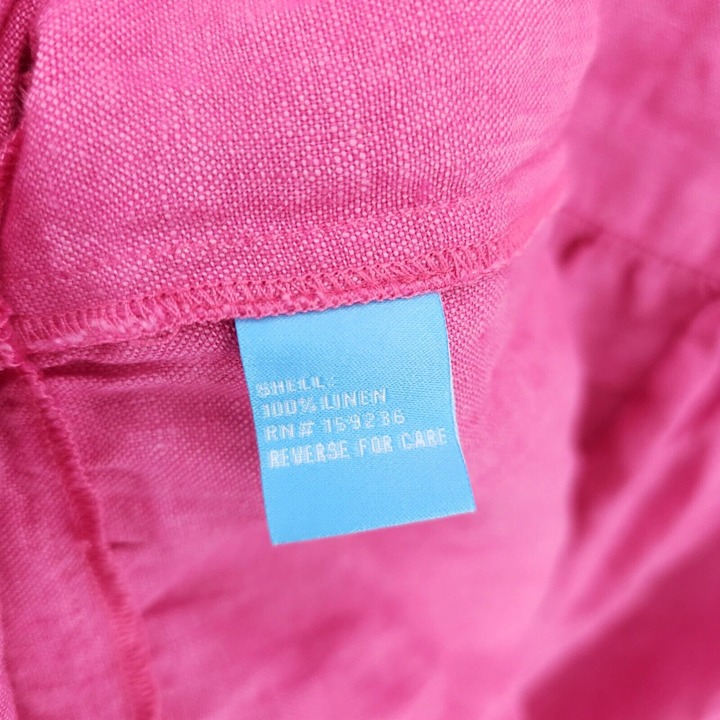 SHELL:
100% LINEN
RN# 159236
REVERSE FOR CARE